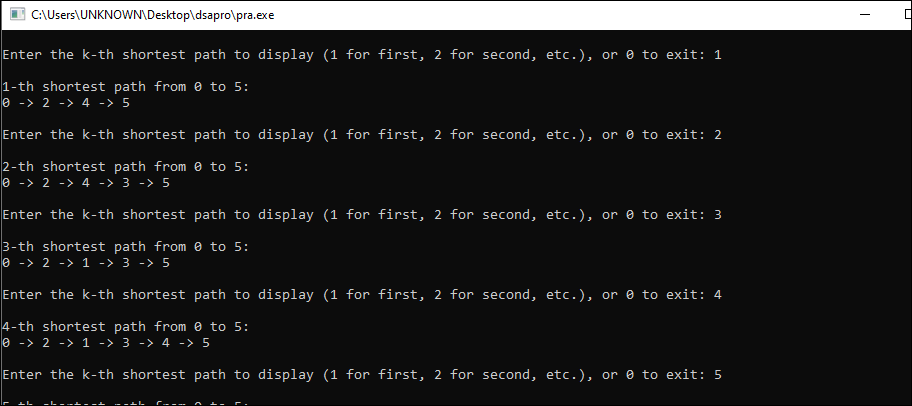 C:\Users\UNKNOWN\Desktop\dsapro\pra.exe
Enter the k-th shortest path to display (1 for first, 2 for second, etc.), or 0 to exit: 1
1-th shortest path from 0 to 5:
0 -> 2 -> 4 -> 5
Enter the k-th shortest path to display (1 for first, 2 for second, etc.), or 0 to exit: 2
2-th shortest path from 0 to 5:
0 -> 2 -> 4 -> 3 -> 5
Enter the k-th shortest path to display (1 for first, 2 for second, etc.), or 0 to exit: 3
3-th shortest path from 0 to 5:
0 -> 2 -> 1 -> 3 -> 5
Enter the k-th shortest path to display (1 for first, 2 for second, etc.), or 0 to exit: 4
4-th shortest path from 0 to 5:
0 -> 2 -> 1 -> 3 -> 4 -> 5
Enter the k-th shortest path to display (1 for first, 2 for second, etc.), or 0 to exit: 5
5-th shortest path from 0 to 5: